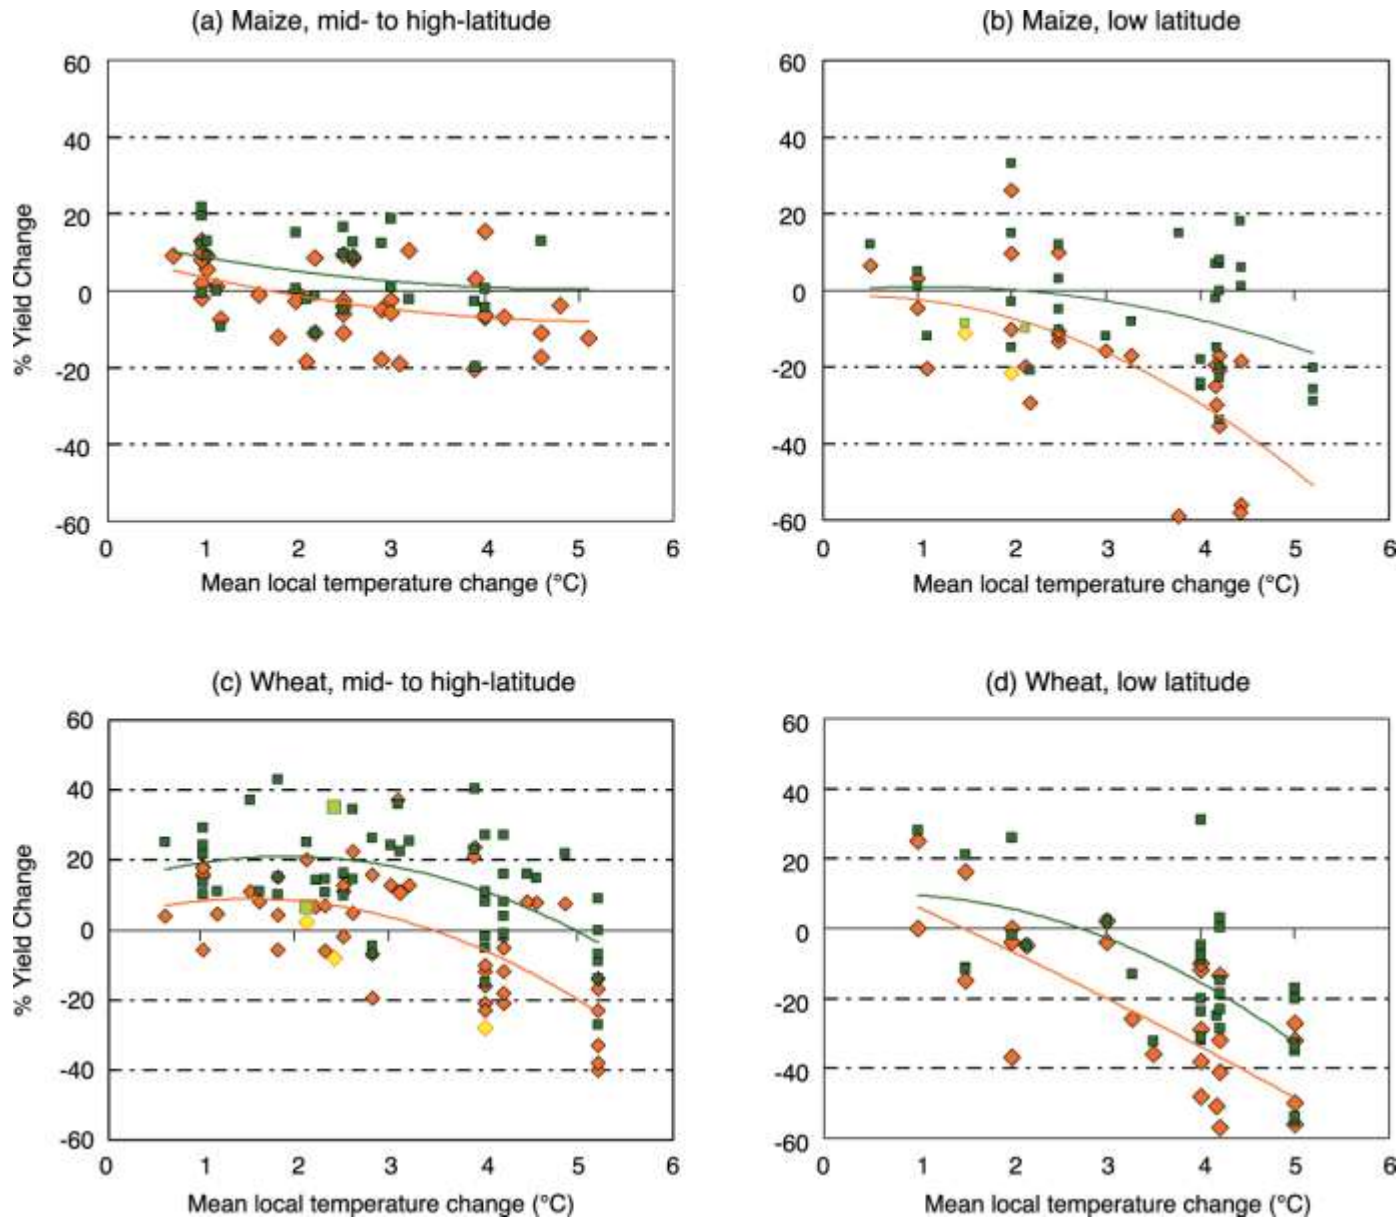 (a) Maize, mid- to high-latitude
60
40
20
0
-20
-40
-60
% Yield Change
0 1 2 3 4 5 6
Mean local temperature change (°C)
(b) Maize, low latitude
60
40
20
0
-20
-40
-60
0 1 2 3 4 5 6
Mean local temperature change (°C)
(c) Wheat, mid- to high-latitude
60
40
20
0
-20
-40
-60
% Yield Change
0 1 2 3 4 5 6
Mean local temperature change (°C)
(d) Wheat, low latitude
60
40
20
0
-20
-40
-60
0 1 2 3 4 5 6
Mean local temperature change (°C)